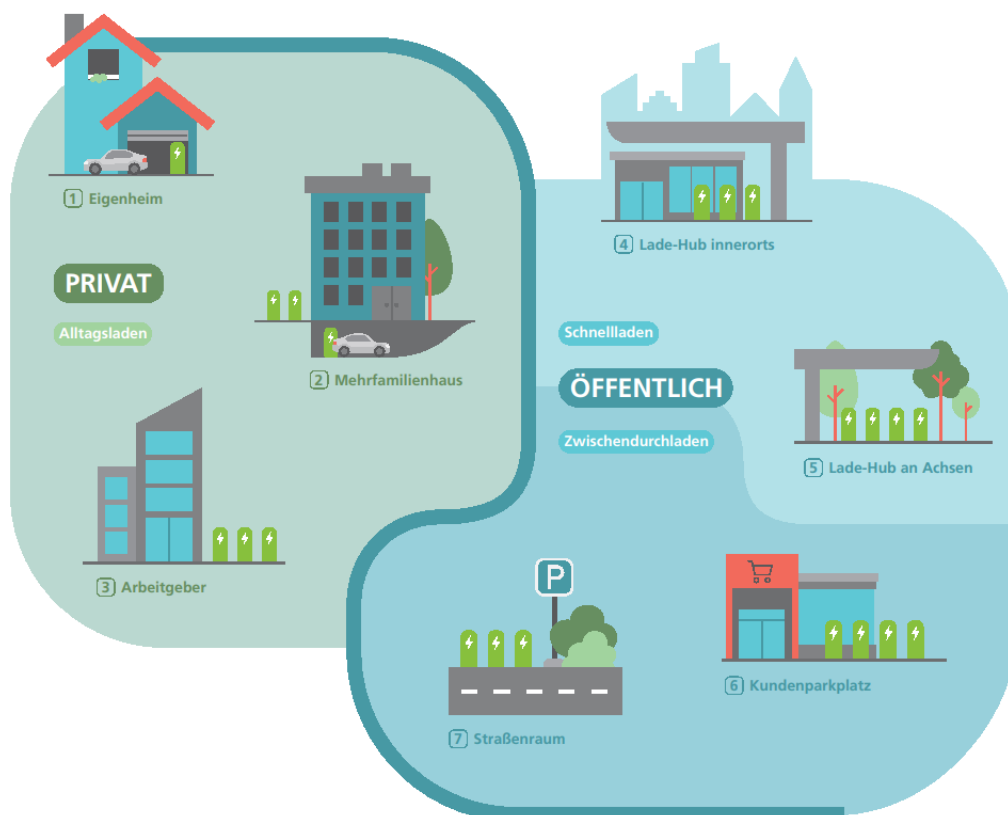 1 Eigenheim
PRIVAT
Alltagsladen
2 Mehrfamilienhaus
3 Arbeitgeber
4 Lade-Hub innerorts
Schnellladen
ÖFFENTLICH
Zwischendurchladen
5 Lade-Hub an Achsen
P
6 Kundenparkplatz
7 Straßenraum